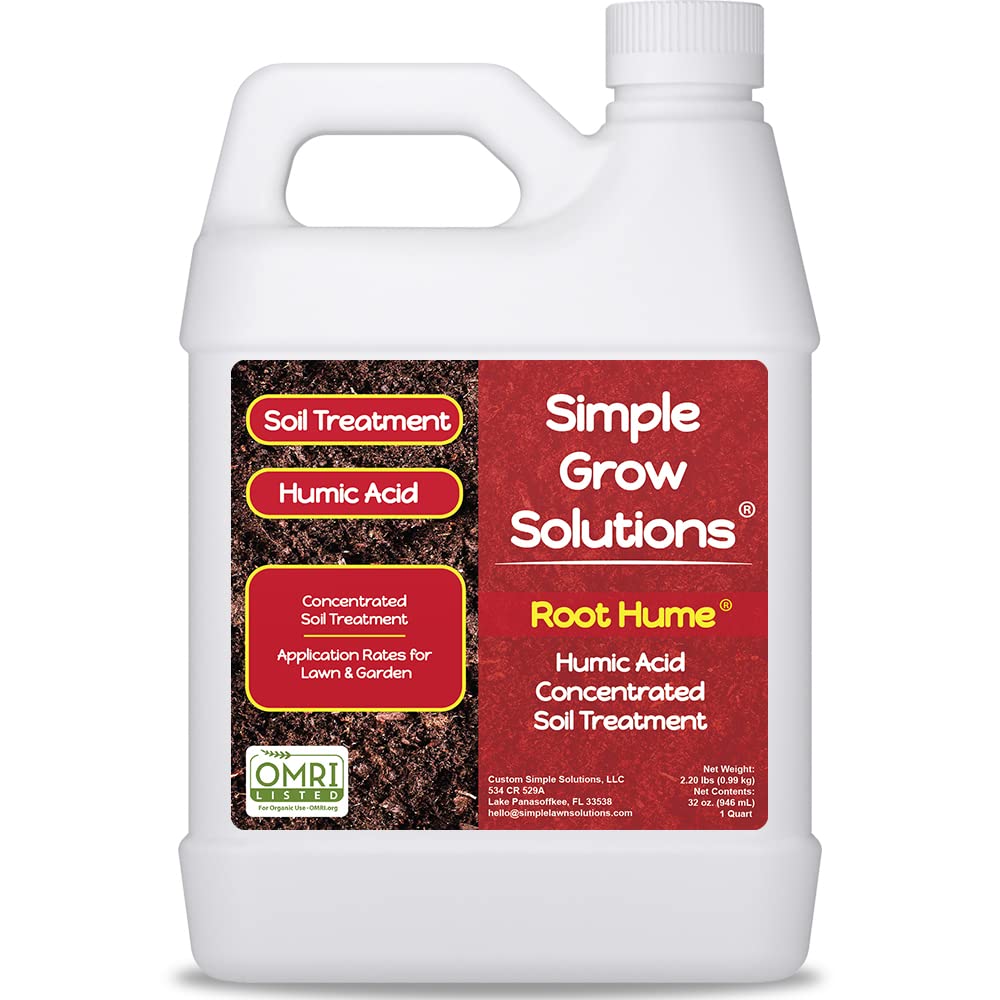 Soil Treatment
Humic Acid
Concentrated
Soil Treatment
Application Rates for
Lawn & Garden
OMRI
LISTED
For Organic Use - OMRI.org
Simple
Grow
Solutions®
Root Hume®
Humic Acid
Concentrated
Soil Treatment
Custom Simple Solutions, LLC
534 CR 529A
Lake Panasoffkee, FL 33538
hello@simplelawnsolutions.com
Net Weight:
2.20 lbs (0.99 kg)
Net Contents:
32 oz. (946 mL)
1 Quart